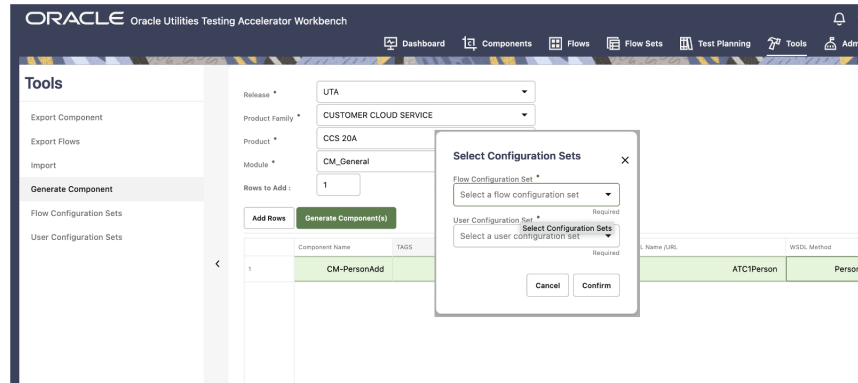 ORACLE Oracle Utilities Testing Accelerator Workbench
Dashboard Components Flows Flow Sets Test Planning Tools Adm
Tools
Export Component
Export Flows
Import
Generate Component
Flow Configuration Sets
User Configuration Sets
Release * UTA
Product Family * CUSTOMER CLOUD SERVICE
Product * CCS 20A
Module * CM_General
Rows to Add : 1
Add Rows Generate Component(s)
Component Name TAGS L Name /URL WSDL Method
1 CM-PersonAdd ATC1Person Person
Select Configuration Sets
Flow Configuration Set *
Select a flow configuration set
Required
User Configuration Set *
Select Configuration Sets
Select a user configuration set
Required
Cancel Confirm